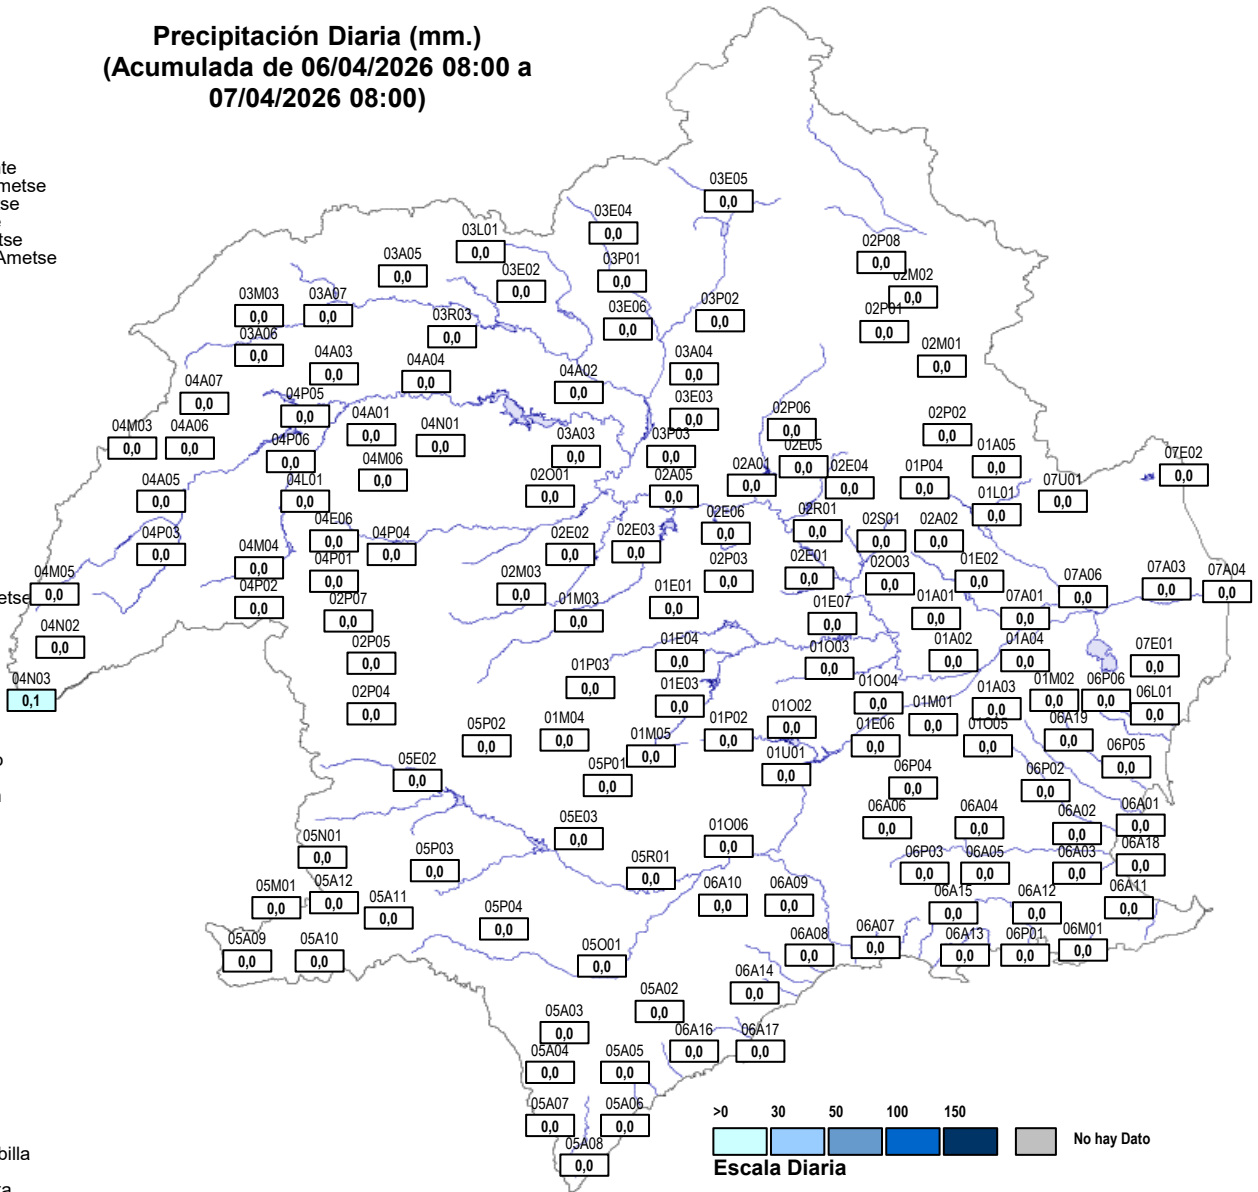 Precipitación Diaria (mm.)
(Acumulada de 06/04/2026 08:00 a
07/04/2026 08:00)
03E05
0,0
03E04
0,0
03L01
0,0
03A05
0,0
03E02
0,0
03P01
0,0
02P08
0,0
02M02
0,0
03M03
0,0
03A07
0,0
03R03
0,0
03E06
0,0
03P02
0,0
02P01
0,0
03A06
0,0
04A03
0,0
04A04
0,0
04A02
0,0
03A04
0,0
02M01
0,0
04A07
0,0
04P05
0,0
03E03
0,0
04M03
0,0
04A06
0,0
04A01
0,0
04N01
0,0
02P06
0,0
02P02
0,0
04P06
0,0
03A03
0,0
03P03
0,0
02E05
0,0
01A05
0,0
07E02
0,0
04A05
0,0
04L01
0,0
04M06
0,0
02O01
0,0
02A05
0,0
02A01
0,0
02E04
0,0
01P04
0,0
01L01
0,0
07U01
0,0
04P03
0,0
04E06
0,0
04P04
0,0
02E02
0,0
02E03
0,0
02E06
0,0
02R01
0,0
02S01
0,0
02A02
0,0
04M05
0,0
04M04
0,0
04P01
0,0
02M03
0,0
02P03
0,0
02E01
0,0
02O03
0,0
01E02
0,0
07A06
0,0
07A03
0,0
07A04
0,0
04P02
0,0
02P07
0,0
01M03
0,0
01E01
0,0
01E07
0,0
01A01
0,0
07A01
0,0
04N02
0,0
02P05
0,0
01E04
0,0
01O03
0,0
01A02
0,0
01A04
0,0
07E01
0,0
04N03
0,1
02P04
0,0
01P03
0,0
01E03
0,0
01O04
0,0
01A03
0,0
01M02
0,0
06P06
0,0
06L01
0,0
05P02
0,0
01M04
0,0
01M05
0,0
01P02
0,0
01O02
0,0
01E06
0,0
01M01
0,0
01O05
0,0
06A19
0,0
05E02
0,0
05P01
0,0
01U01
0,0
06P04
0,0
06P02
0,0
06P05
0,0
05N01
0,0
05P03
0,0
05E03
0,0
05R01
0,0
01O06
0,0
06A06
0,0
06A04
0,0
06A02
0,0
06A01
0,0
06P03
0,0
06A05
0,0
06A03
0,0
06A18
0,0
05M01
0,0
05A12
0,0
05A11
0,0
05P04
0,0
06A10
0,0
06A09
0,0
06A15
0,0
06A12
0,0
06A11
0,0
05A09
0,0
05A10
0,0
05O01
0,0
06A08
0,0
06A07
0,0
06A13
0,0
06P01
0,0
06M01
0,0
05A03
0,0
05A02
0,0
06A14
0,0
05A04
0,0
05A05
0,0
06A16
0,0
06A17
0,0
05A07
0,0
05A06
0,0
05A08
0,0
>0 30 50 100 150
No hay Dato
Escala Diaria